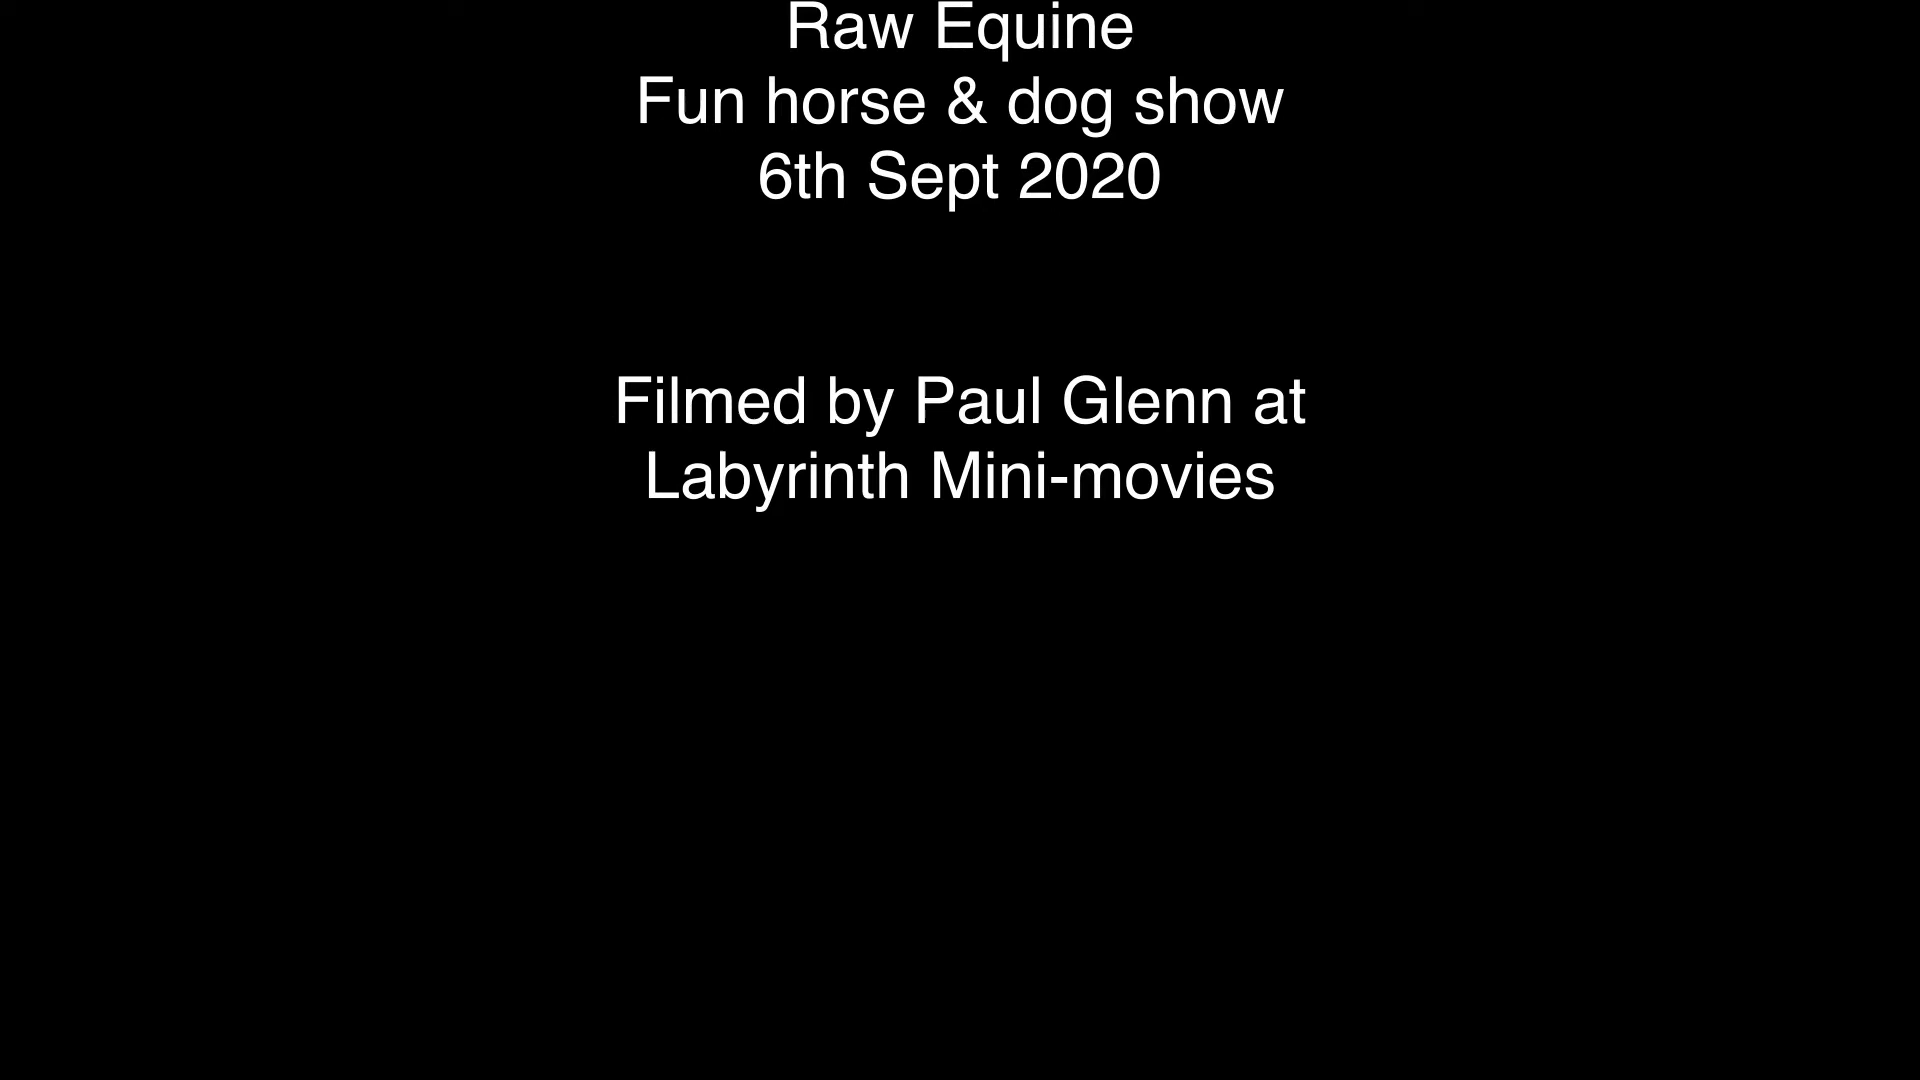 Raw Equine
Fun horse & dog show
6th Sept 2020
Filmed by Paul Glenn at
Labyrinth Mini-movies